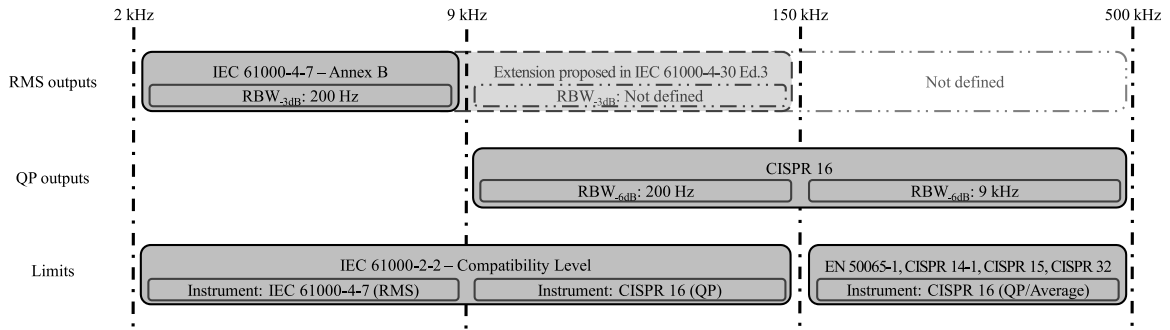 2 kHz 9 kHz 150 kHz 500 kHz
RMS outputs
IEC 61000-4-7 – Annex B
RBW-3dB: 200 Hz
Extension proposed in IEC 61000-4-30 Ed.3
RBW-3dB: Not defined
Not defined
QP outputs
CISPR 16
RBW-6dB: 200 Hz
RBW-6dB: 9 kHz
Limits
IEC 61000-2-2 – Compatibility Level
Instrument: IEC 61000-4-7 (RMS)
Instrument: CISPR 16 (QP)
EN 50065-1, CISPR 14-1, CISPR 15, CISPR 32
Instrument: CISPR 16 (QP/Average)